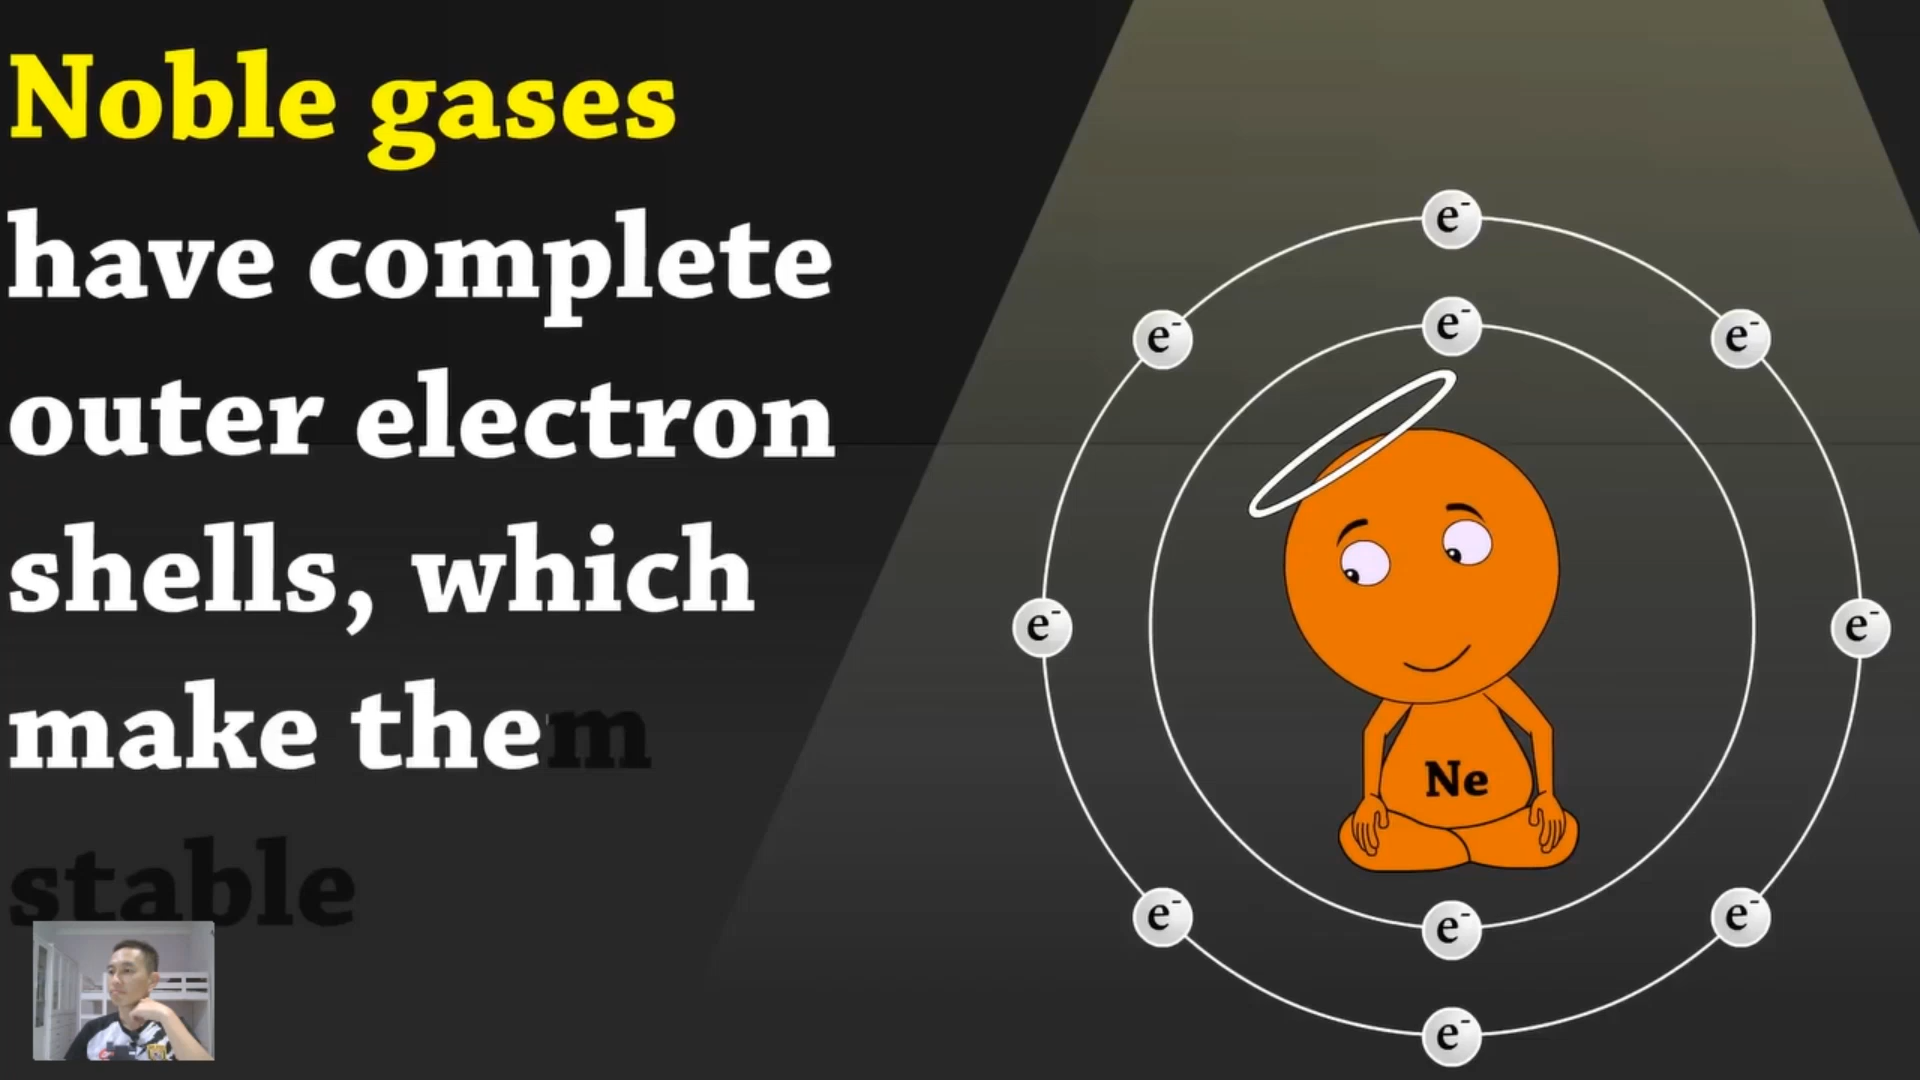 Noble gases
have complete
outer electron
shells, which
make them
stable
e-
e-
e-
e-
e-
e-
Ne
e-
e-
e-
e-